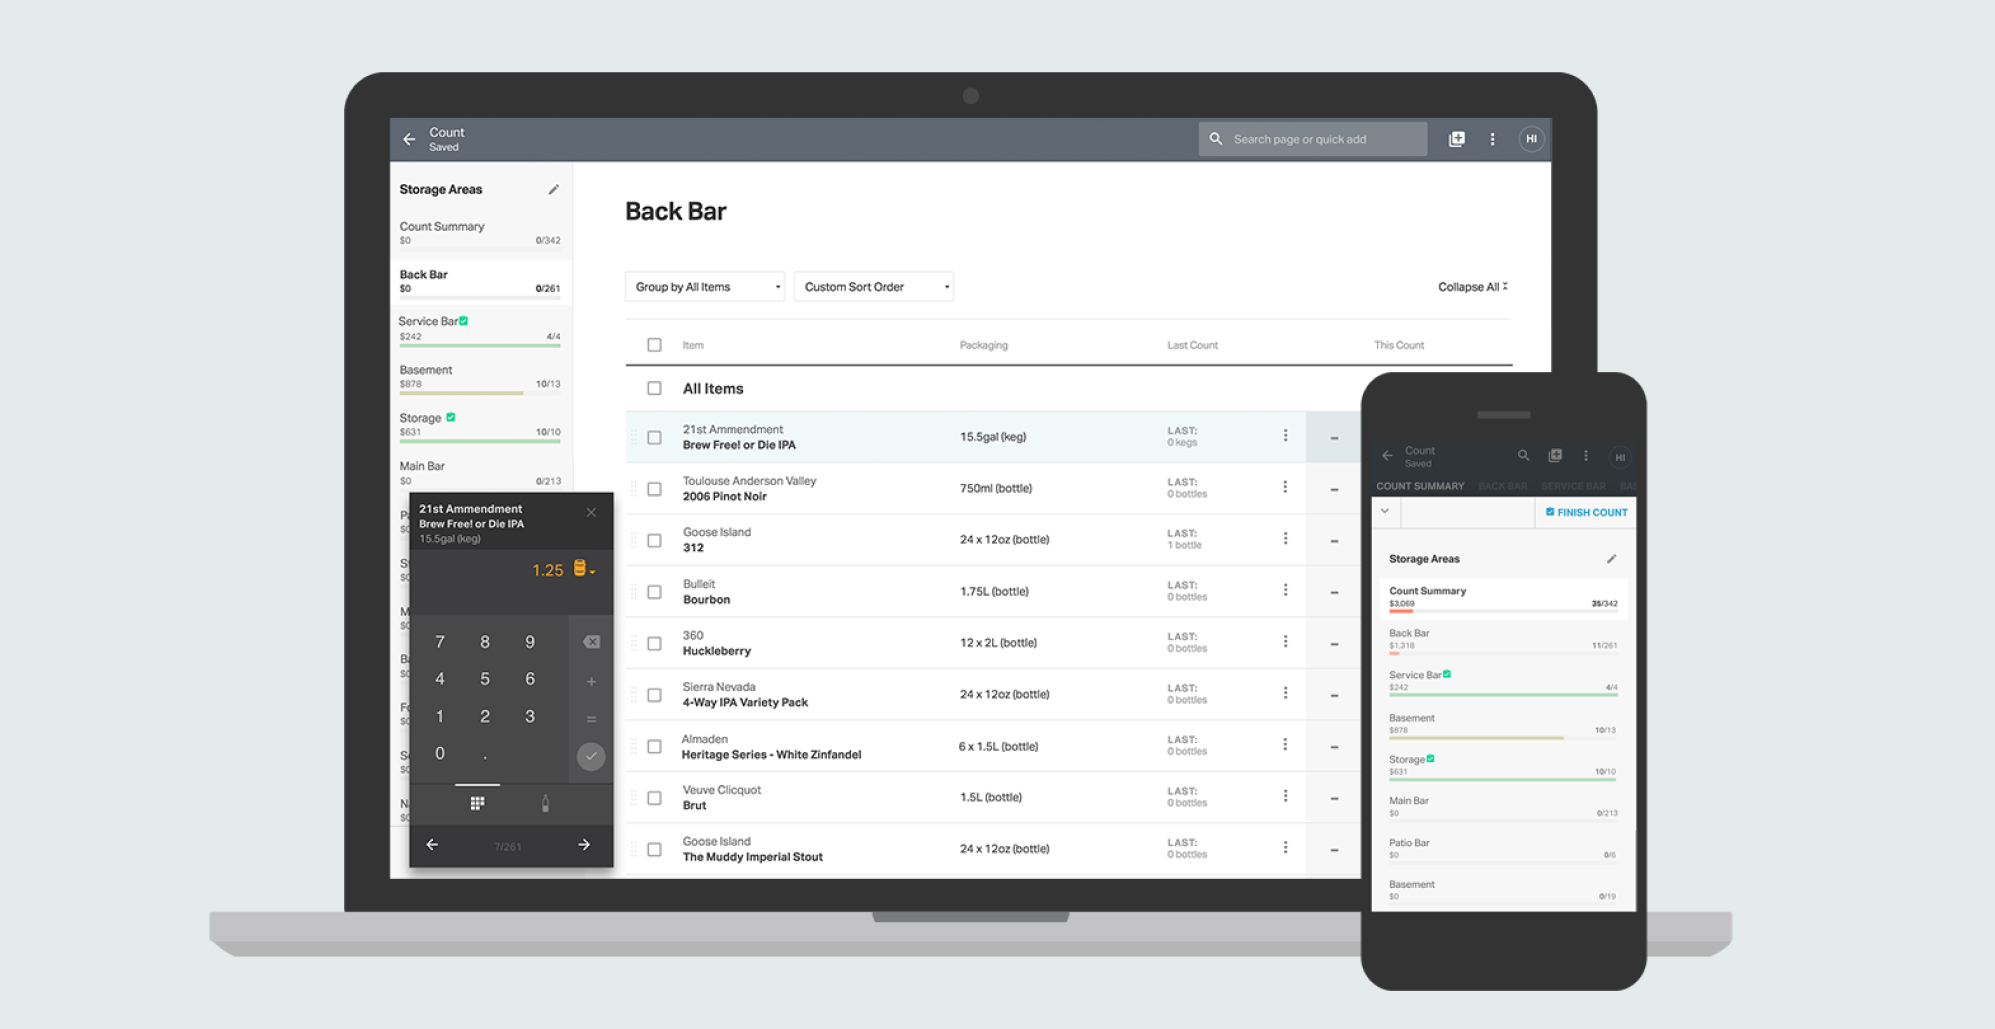 Count
Saved
Search page or quick add
HI
Storage Areas
Count Summary
$0 0/342
Back Bar
$0 0/261
Service Bar
$242 4/4
Basement
$878 10/13
Storage
$631 10/10
Main Bar
$0 0/213
Back Bar
Group by All Items
Custom Sort Order
Collapse All
Item Packaging Last Count This Count
All Items
21st Ammendment
Brew Free! or Die IPA
15.5gal (keg)
LAST:
0 kegs
–
Toulouse Anderson Valley
2006 Pinot Noir
750ml (bottle)
LAST:
0 bottles
–
Goose Island
312
24 x 12oz (bottle)
LAST:
1 bottle
–
Bulleit
Bourbon
1.75L (bottle)
LAST:
0 bottles
–
360
Huckleberry
12 x 2L (bottle)
LAST:
0 bottles
–
Sierra Nevada
4-Way IPA Variety Pack
24 x 12oz (bottle)
LAST:
0 bottles
–
Almaden
Heritage Series - White Zinfandel
6 x 1.5L (bottle)
LAST:
0 bottles
–
Veuve Clicquot
Brut
1.5L (bottle)
LAST:
0 bottles
–
Goose Island
The Muddy Imperial Stout
24 x 12oz (bottle)
LAST:
0 bottles
–
21st Ammendment
Brew Free! or Die IPA
15.5gal (keg)
1.25
7 8 9
4 5 6 +
1 2 3 =
0 .
7/261
Count
Saved
HI
COUNT SUMMARY BACK BAR SERVICE BAR BAS
FINISH COUNT
Storage Areas
Count Summary
$3,069 35/342
Back Bar
$1,318 11/261
Service Bar
$242 4/4
Basement
$878 10/13
Storage
$631 10/10
Main Bar
$0 0/213
Patio Bar
$0 0/6
Basement
$0 0/19